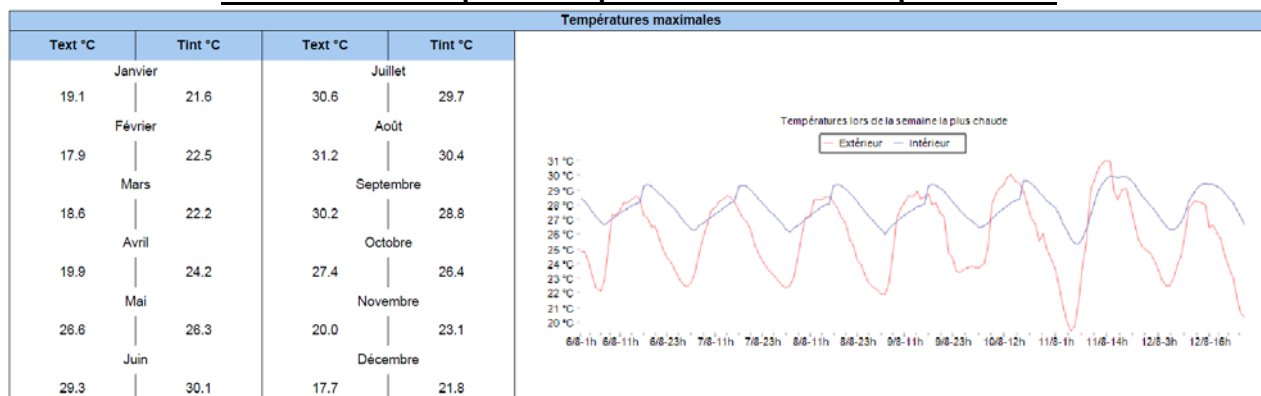 Températures maximales
Text °C Tint °C Text °C Tint °C
Janvier Juillet
19.1 21.6 30.6 29.7
Février Août
17.9 22.5 31.2 30.4
Mars Septembre
18.6 22.2 30.2 28.8
Avril Octobre
19.9 24.2 27.4 26.4
Mai Novembre
26.6 26.3 20.0 23.1
Juin Décembre
29.3 30.1 17.7 21.8
Températures lors de la semaine la plus chaude
Extérieur Intérieur
31 °C
30 °C
29 °C
28 °C
27 °C
26 °C
25 °C
24 °C
23 °C
22 °C
21 °C
20 °C
6/8-1h 6/8-11h 6/8-23h 7/8-11h 7/8-23h 8/8-11h 8/8-23h 9/8-11h 9/8-23h 10/8-12h 11/8-1h 11/8-14h 12/8-3h 12/8-16h